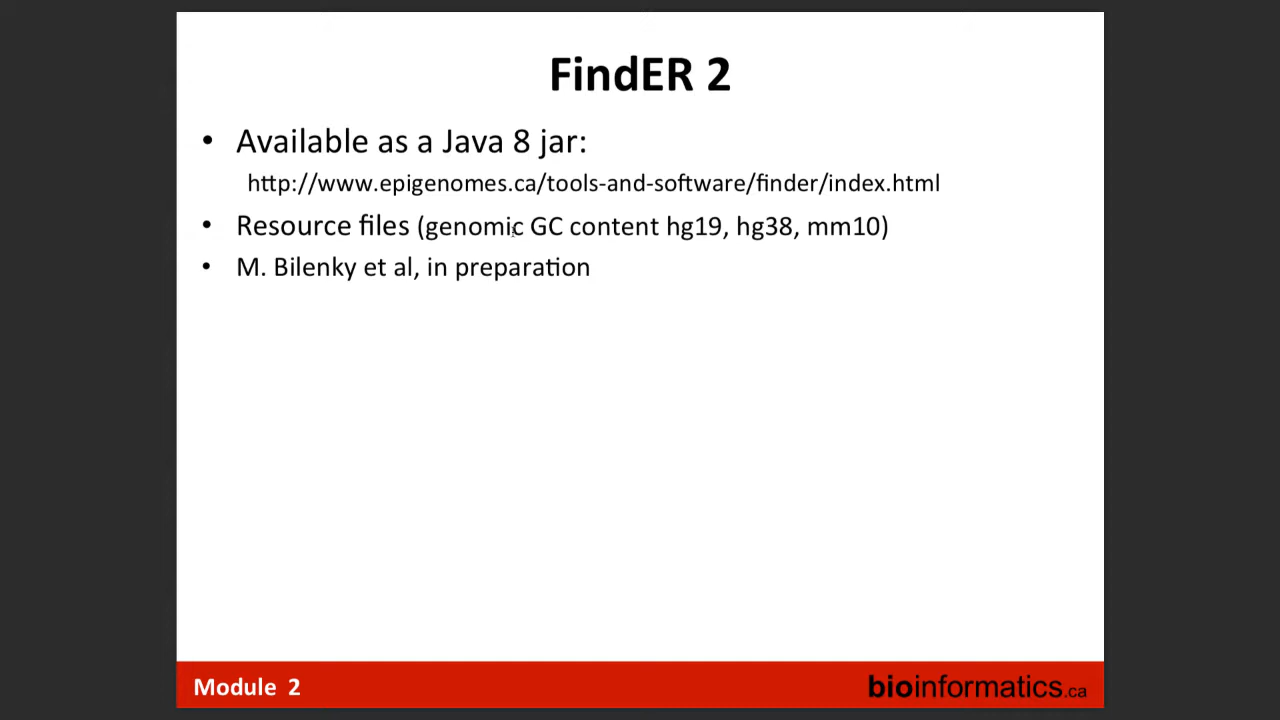 FindER 2
• Available as a Java 8 jar:
http://www.epigenomes.ca/tools-and-software/finder/index.html
• Resource files (genomic GC content hg19, hg38, mm10)
• M. Bilenky et al, in preparation
Module 2
bioinformatics.ca